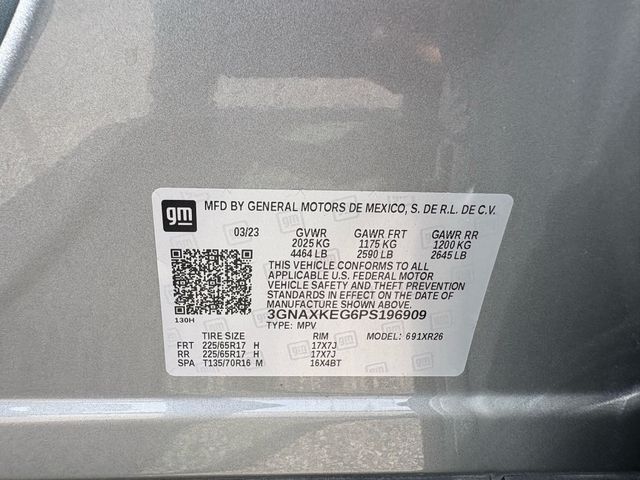 gm
MFD BY GENERAL MOTORS DE MEXICO, S. DE R.L. DE C.V.
03/23 GVWR GAWR FRT GAWR RR
2025 KG 1175 KG 1200 KG
4464 LB 2590 LB 2645 LB
THIS VEHICLE CONFORMS TO ALL
APPLICABLE U.S. FEDERAL MOTOR
VEHICLE SAFETY AND THEFT PREVENTION
STANDARDS IN EFFECT ON THE DATE OF
MANUFACTURE SHOWN ABOVE.
3GNAXKEG6PS196909
130H
TYPE: MPV
TIRE SIZE RIM MODEL: 691XR26
FRT 225/65R17 H 17X7J
RR 225/65R17 H 17X7J
SPA T135/70R16 M 16X4BT